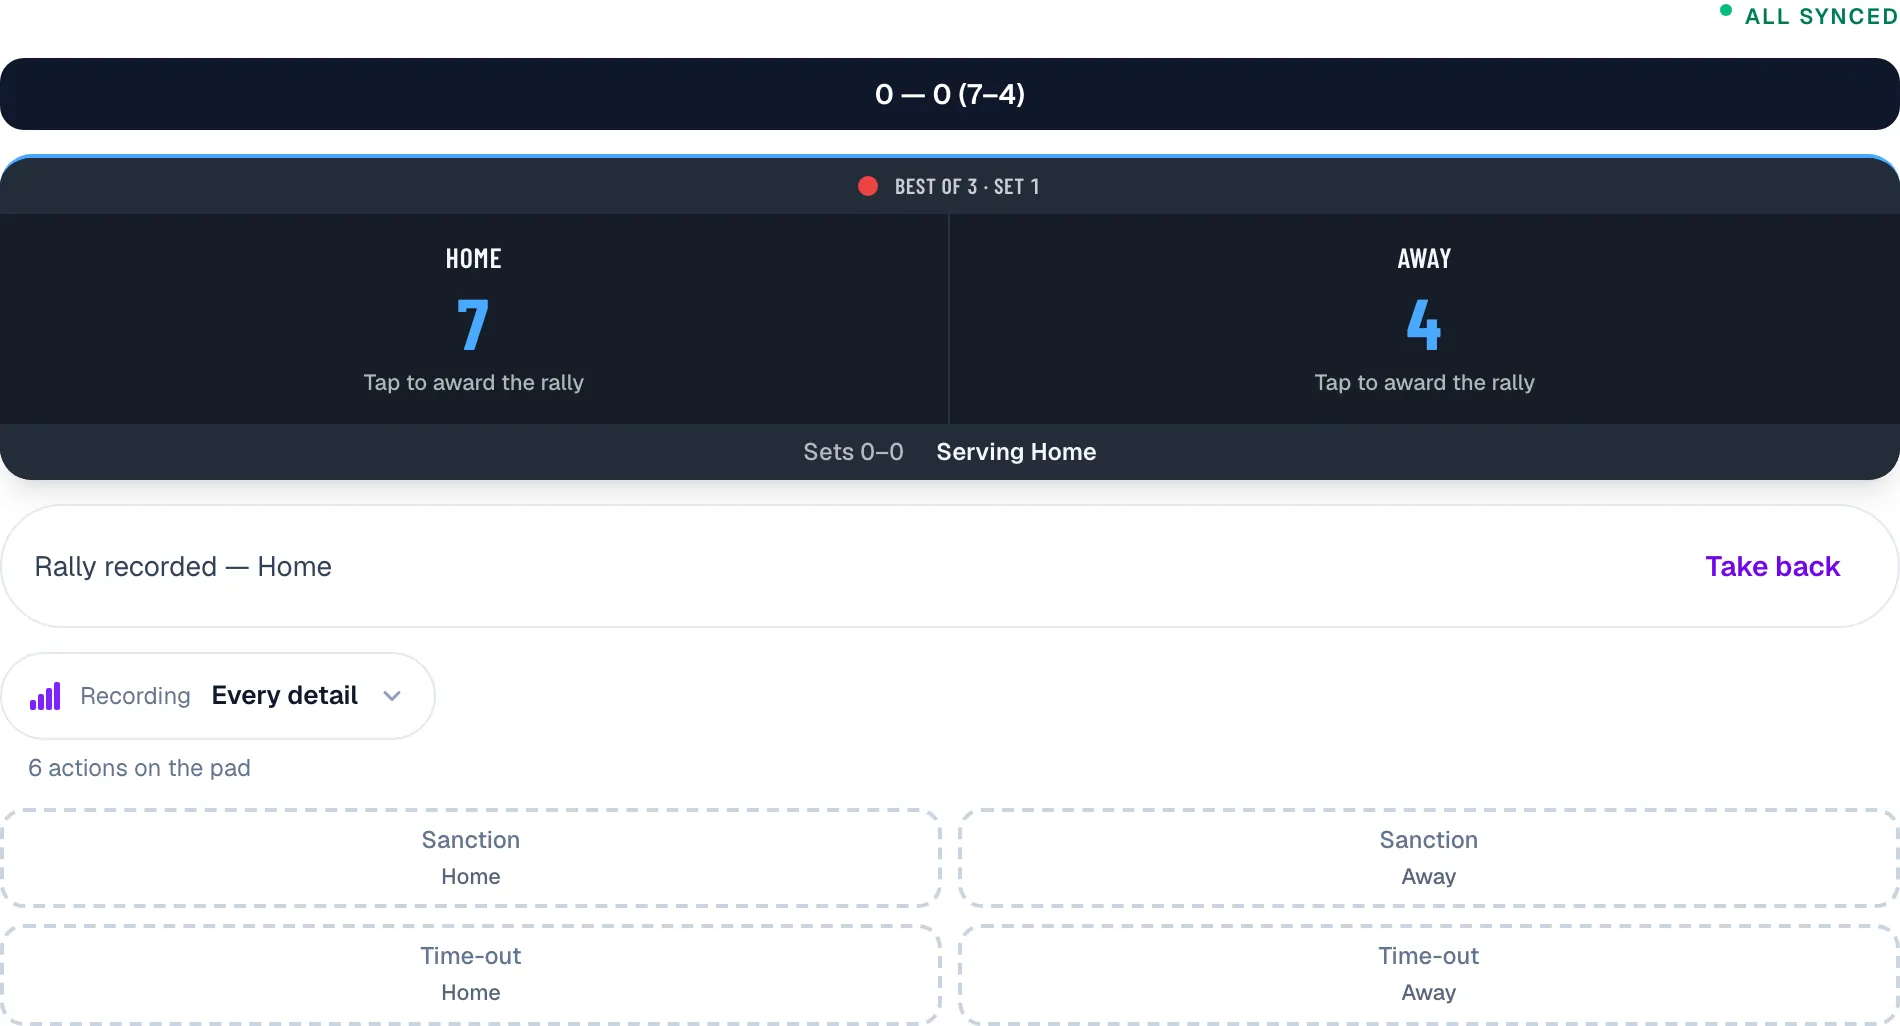 ALL SYNCED
0 — 0 (7–4)
BEST OF 3 · SET 1
HOME
7
Tap to award the rally
AWAY
4
Tap to award the rally
Sets 0–0 Serving Home
Rally recorded — Home
Take back
Recording Every detail
6 actions on the pad
Sanction
Home
Sanction
Away
Time-out
Home
Time-out
Away